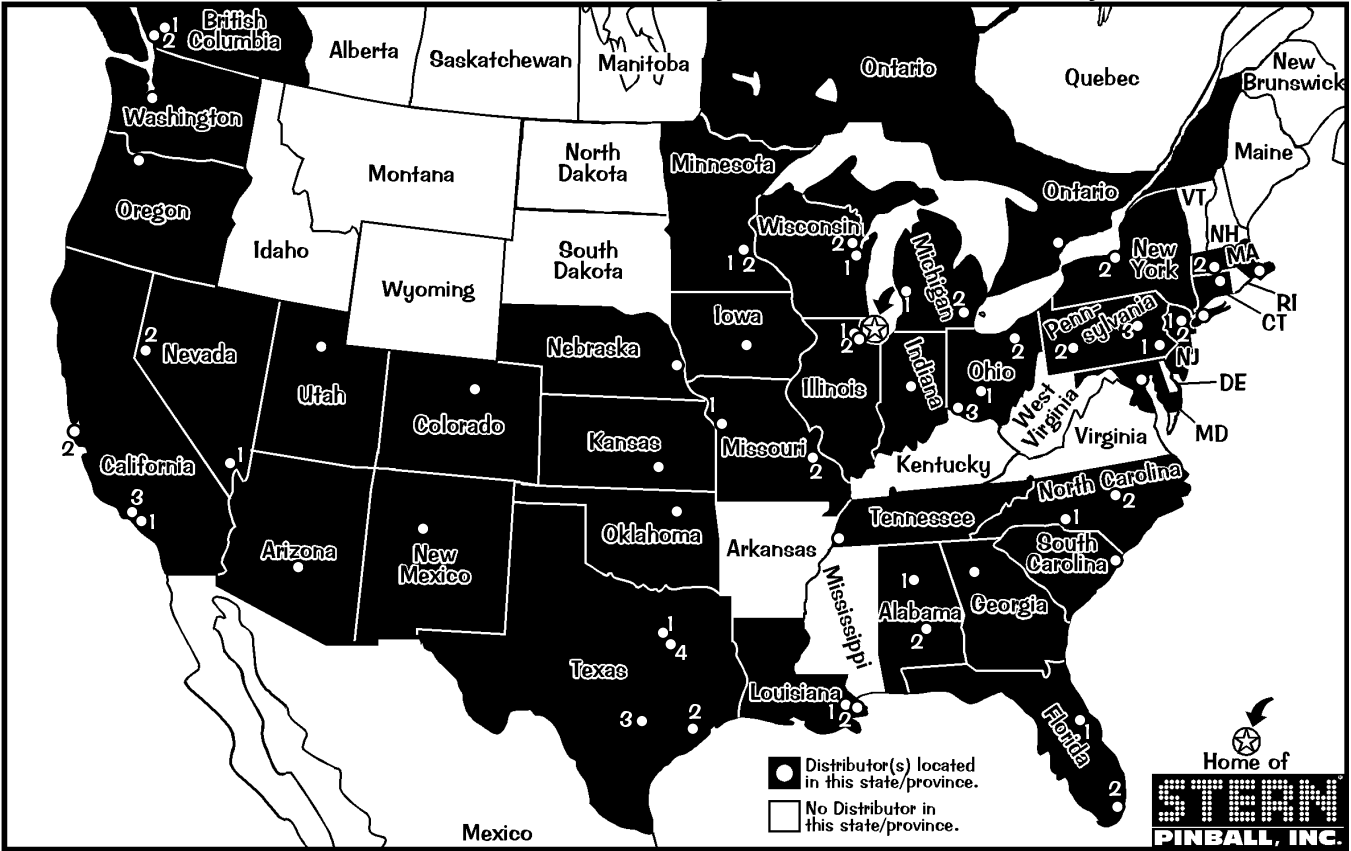 1
2
British
Columbia
Alberta
Saskatchewan
Manitoba
Ontario
Quebec
New
Brunswick
Washington
Montana
North
Dakota
Minnesota
Ontario
Maine
VT
Oregon
Idaho
Wyoming
South
Dakota
1 2
Wisconsin
2
1
Michigan
1
2
2
New
York
NH
MA
2
RI
CT
2
Nevada
Utah
Colorado
Nebraska
Iowa
1
2
Illinois
Indiana
Ohio
2
1
3
Penn-
sylvania
3
2
1
1
2
NJ
DE
MD
West
Virginia
Virginia
2
California
3
1
1
Arizona
New
Mexico
Kansas
Oklahoma
1
Missouri
2
Kentucky
Tennessee
North Carolina
2
1
South
Carolina
Arkansas
Mississippi
1
Alabama
2
Georgia
Texas
1
4
3
2
Louisiana
1
2
Florida
1
2
Mexico
Distributor(s) located
in this state/province.
No Distributor in
this state/province.
Home of
STERN
PINBALL, INC.